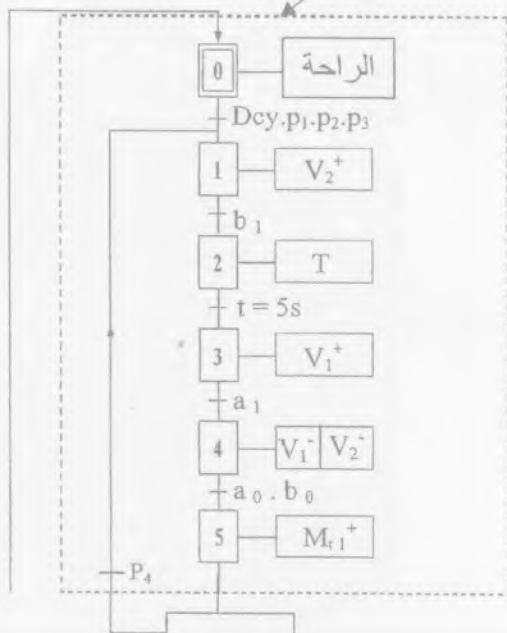 0 الراحة
Dcy.p₁.p₂.p₃
1 V₂⁺
b₁
2 T
t = 5s
3 V₁⁺
a₁
4 V₁⁻ V₂⁻
a₀ . b₀
5 Mₜ₁⁺
P₄